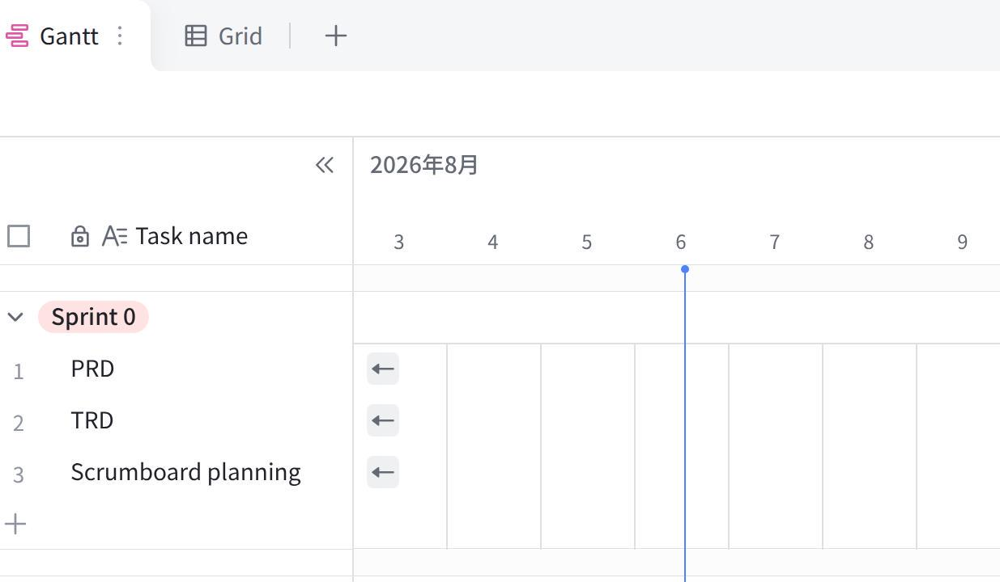 Gantt Grid
2026年8月
Task name
3 4 5 6 7 8 9
Sprint 0
1 PRD
2 TRD
3 Scrumboard planning